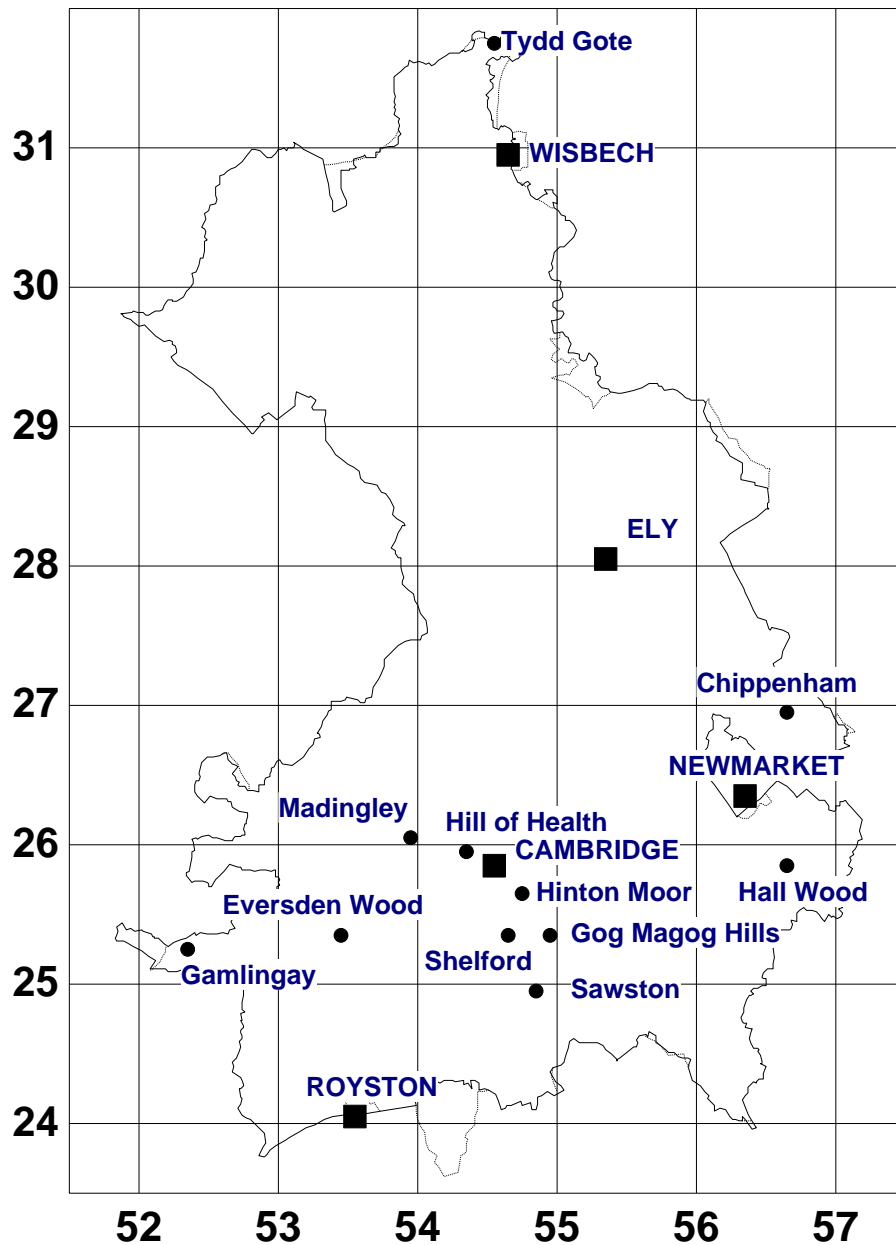 Tydd Gote
31
WISBECH
30
29
ELY
28
Chippenham
27
NEWMARKET
Madingley
Hill of Health
CAMBRIDGE
26
Hinton Moor
Hall Wood
Eversden Wood
Gog Magog Hills
Shelford
Gamlingay
25
Sawston
ROYSTON
24
52 53 54 55 56 57